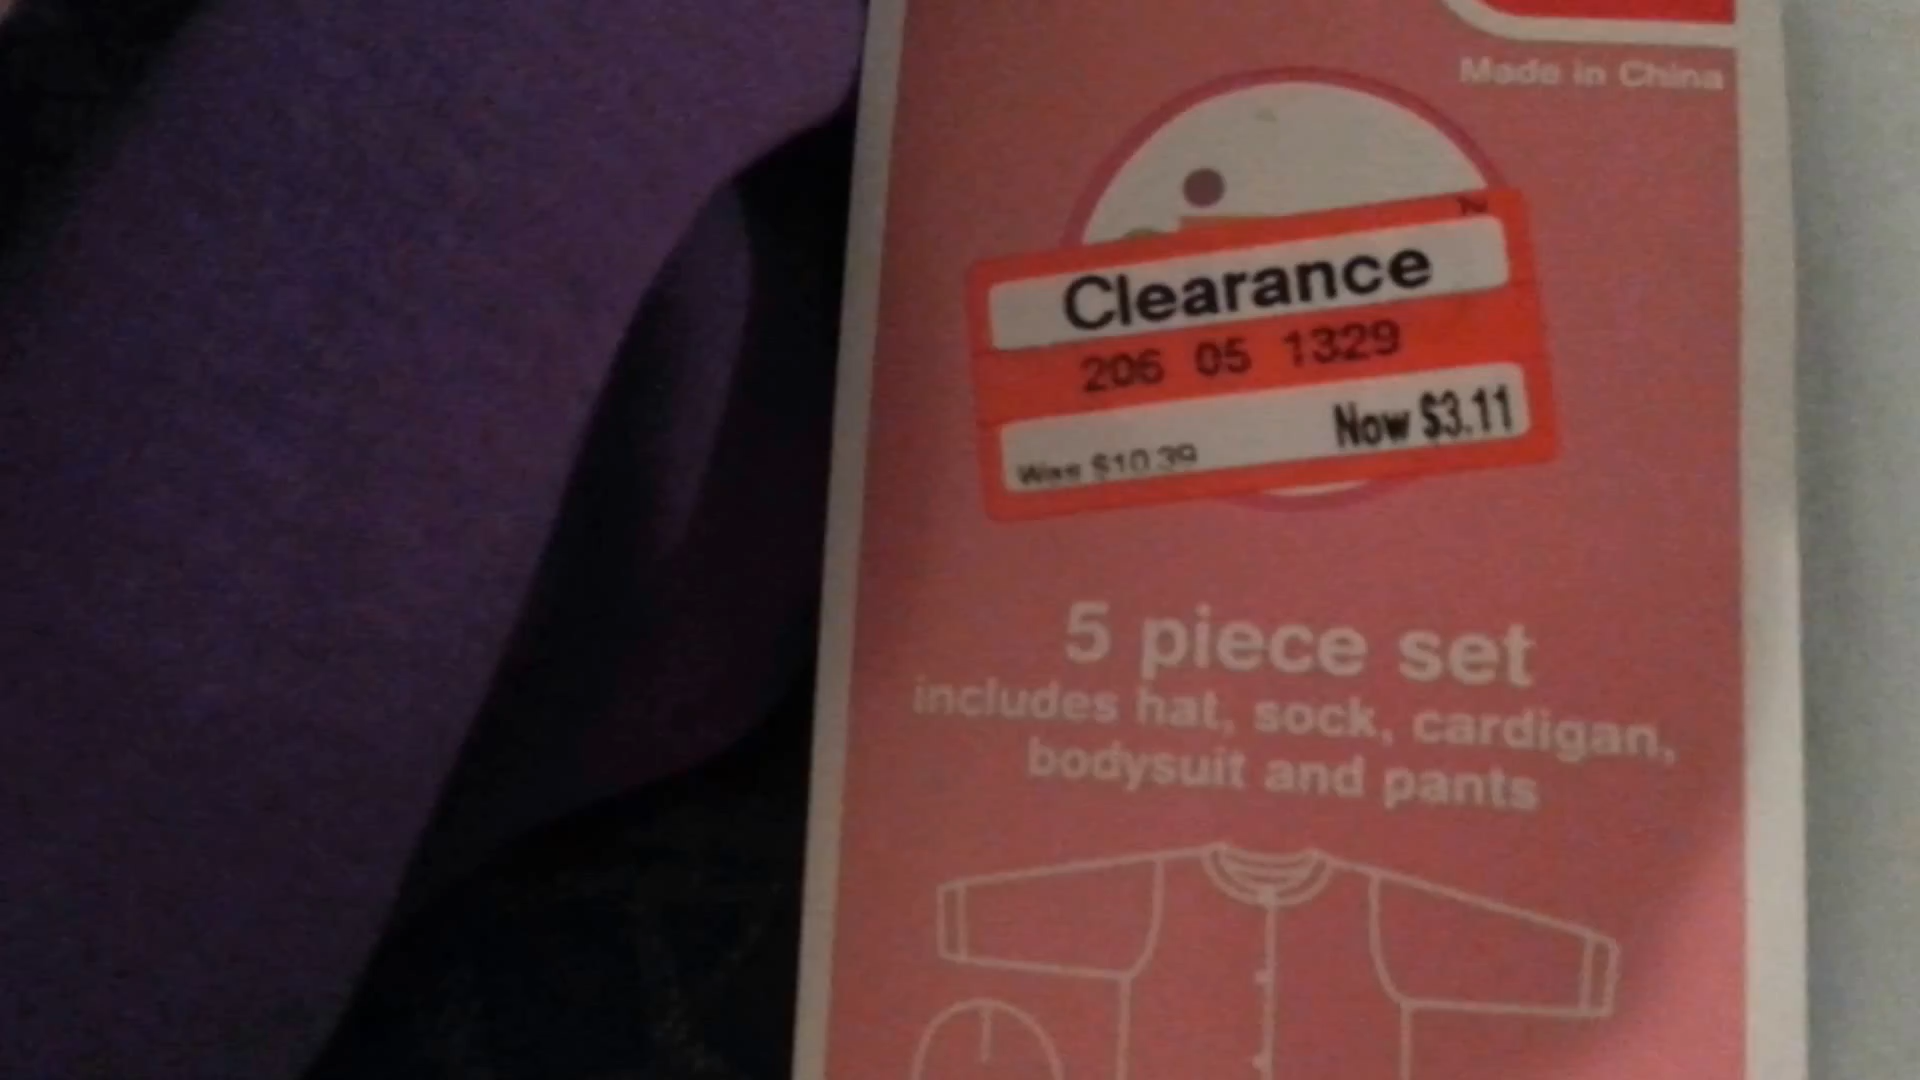 Made in China
TM
Clearance
206 05 1329
Now $3.11
Was $10.39
5 piece set
includes hat, sock, cardigan,
bodysuit and pants